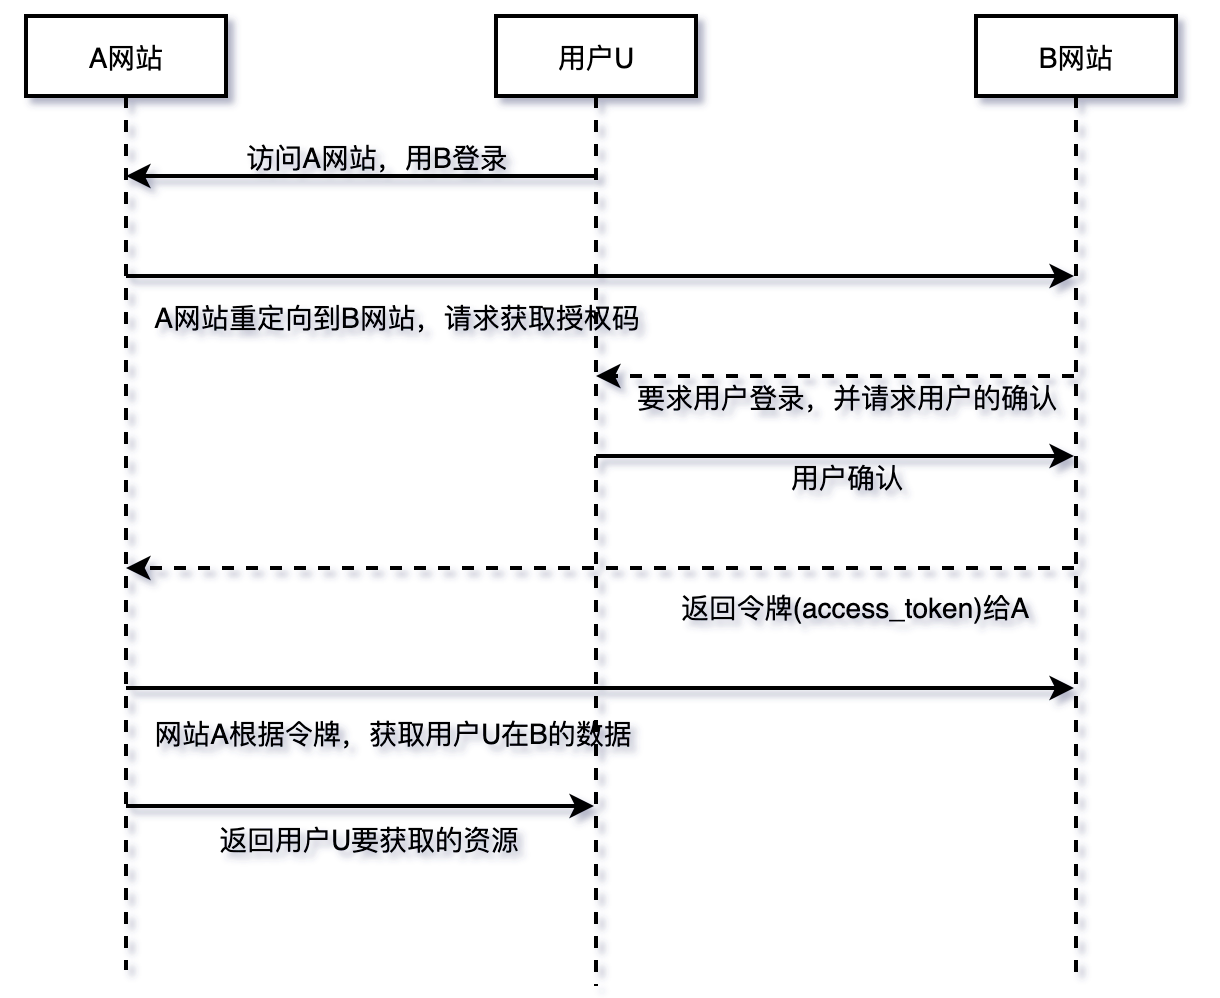 A网站
用户U
B网站
访问A网站，用B登录
A网站重定向到B网站，请求获取授权码
要求用户登录，并请求用户的确认
用户确认
返回令牌(access_token)给A
网站A根据令牌，获取用户U在B的数据
返回用户U要获取的资源